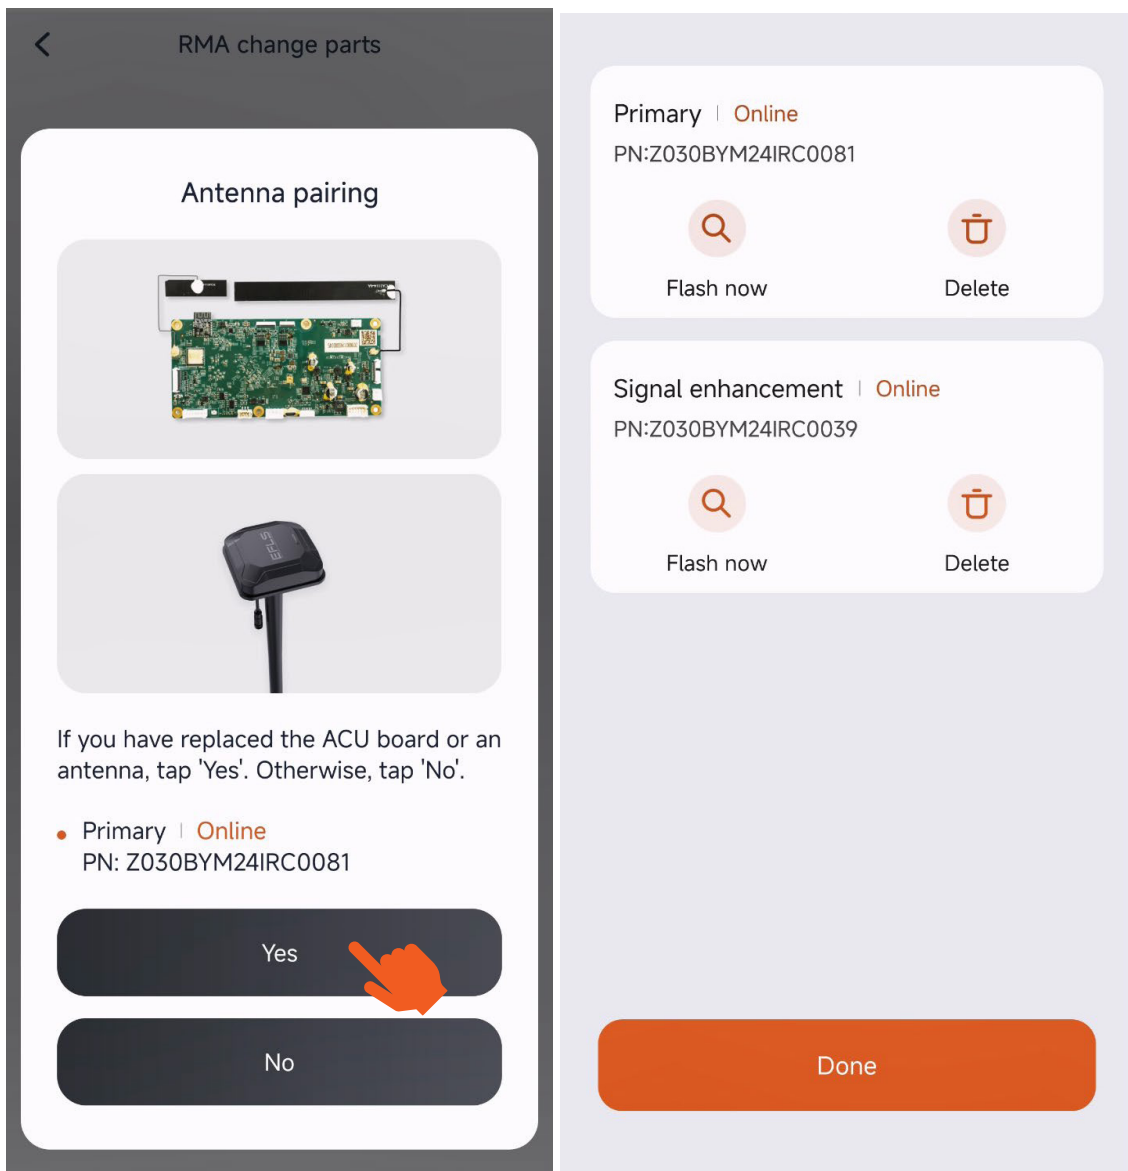 RMA change parts
Antenna pairing
EFLS
If you have replaced the ACU board or an
antenna, tap 'Yes'. Otherwise, tap 'No'.
Primary | Online
PN: Z030BYM24IRC0081
Yes
No
Primary | Online
PN:Z030BYM24IRC0081
Flash now
Delete
Signal enhancement | Online
PN:Z030BYM24IRC0039
Flash now
Delete
Done